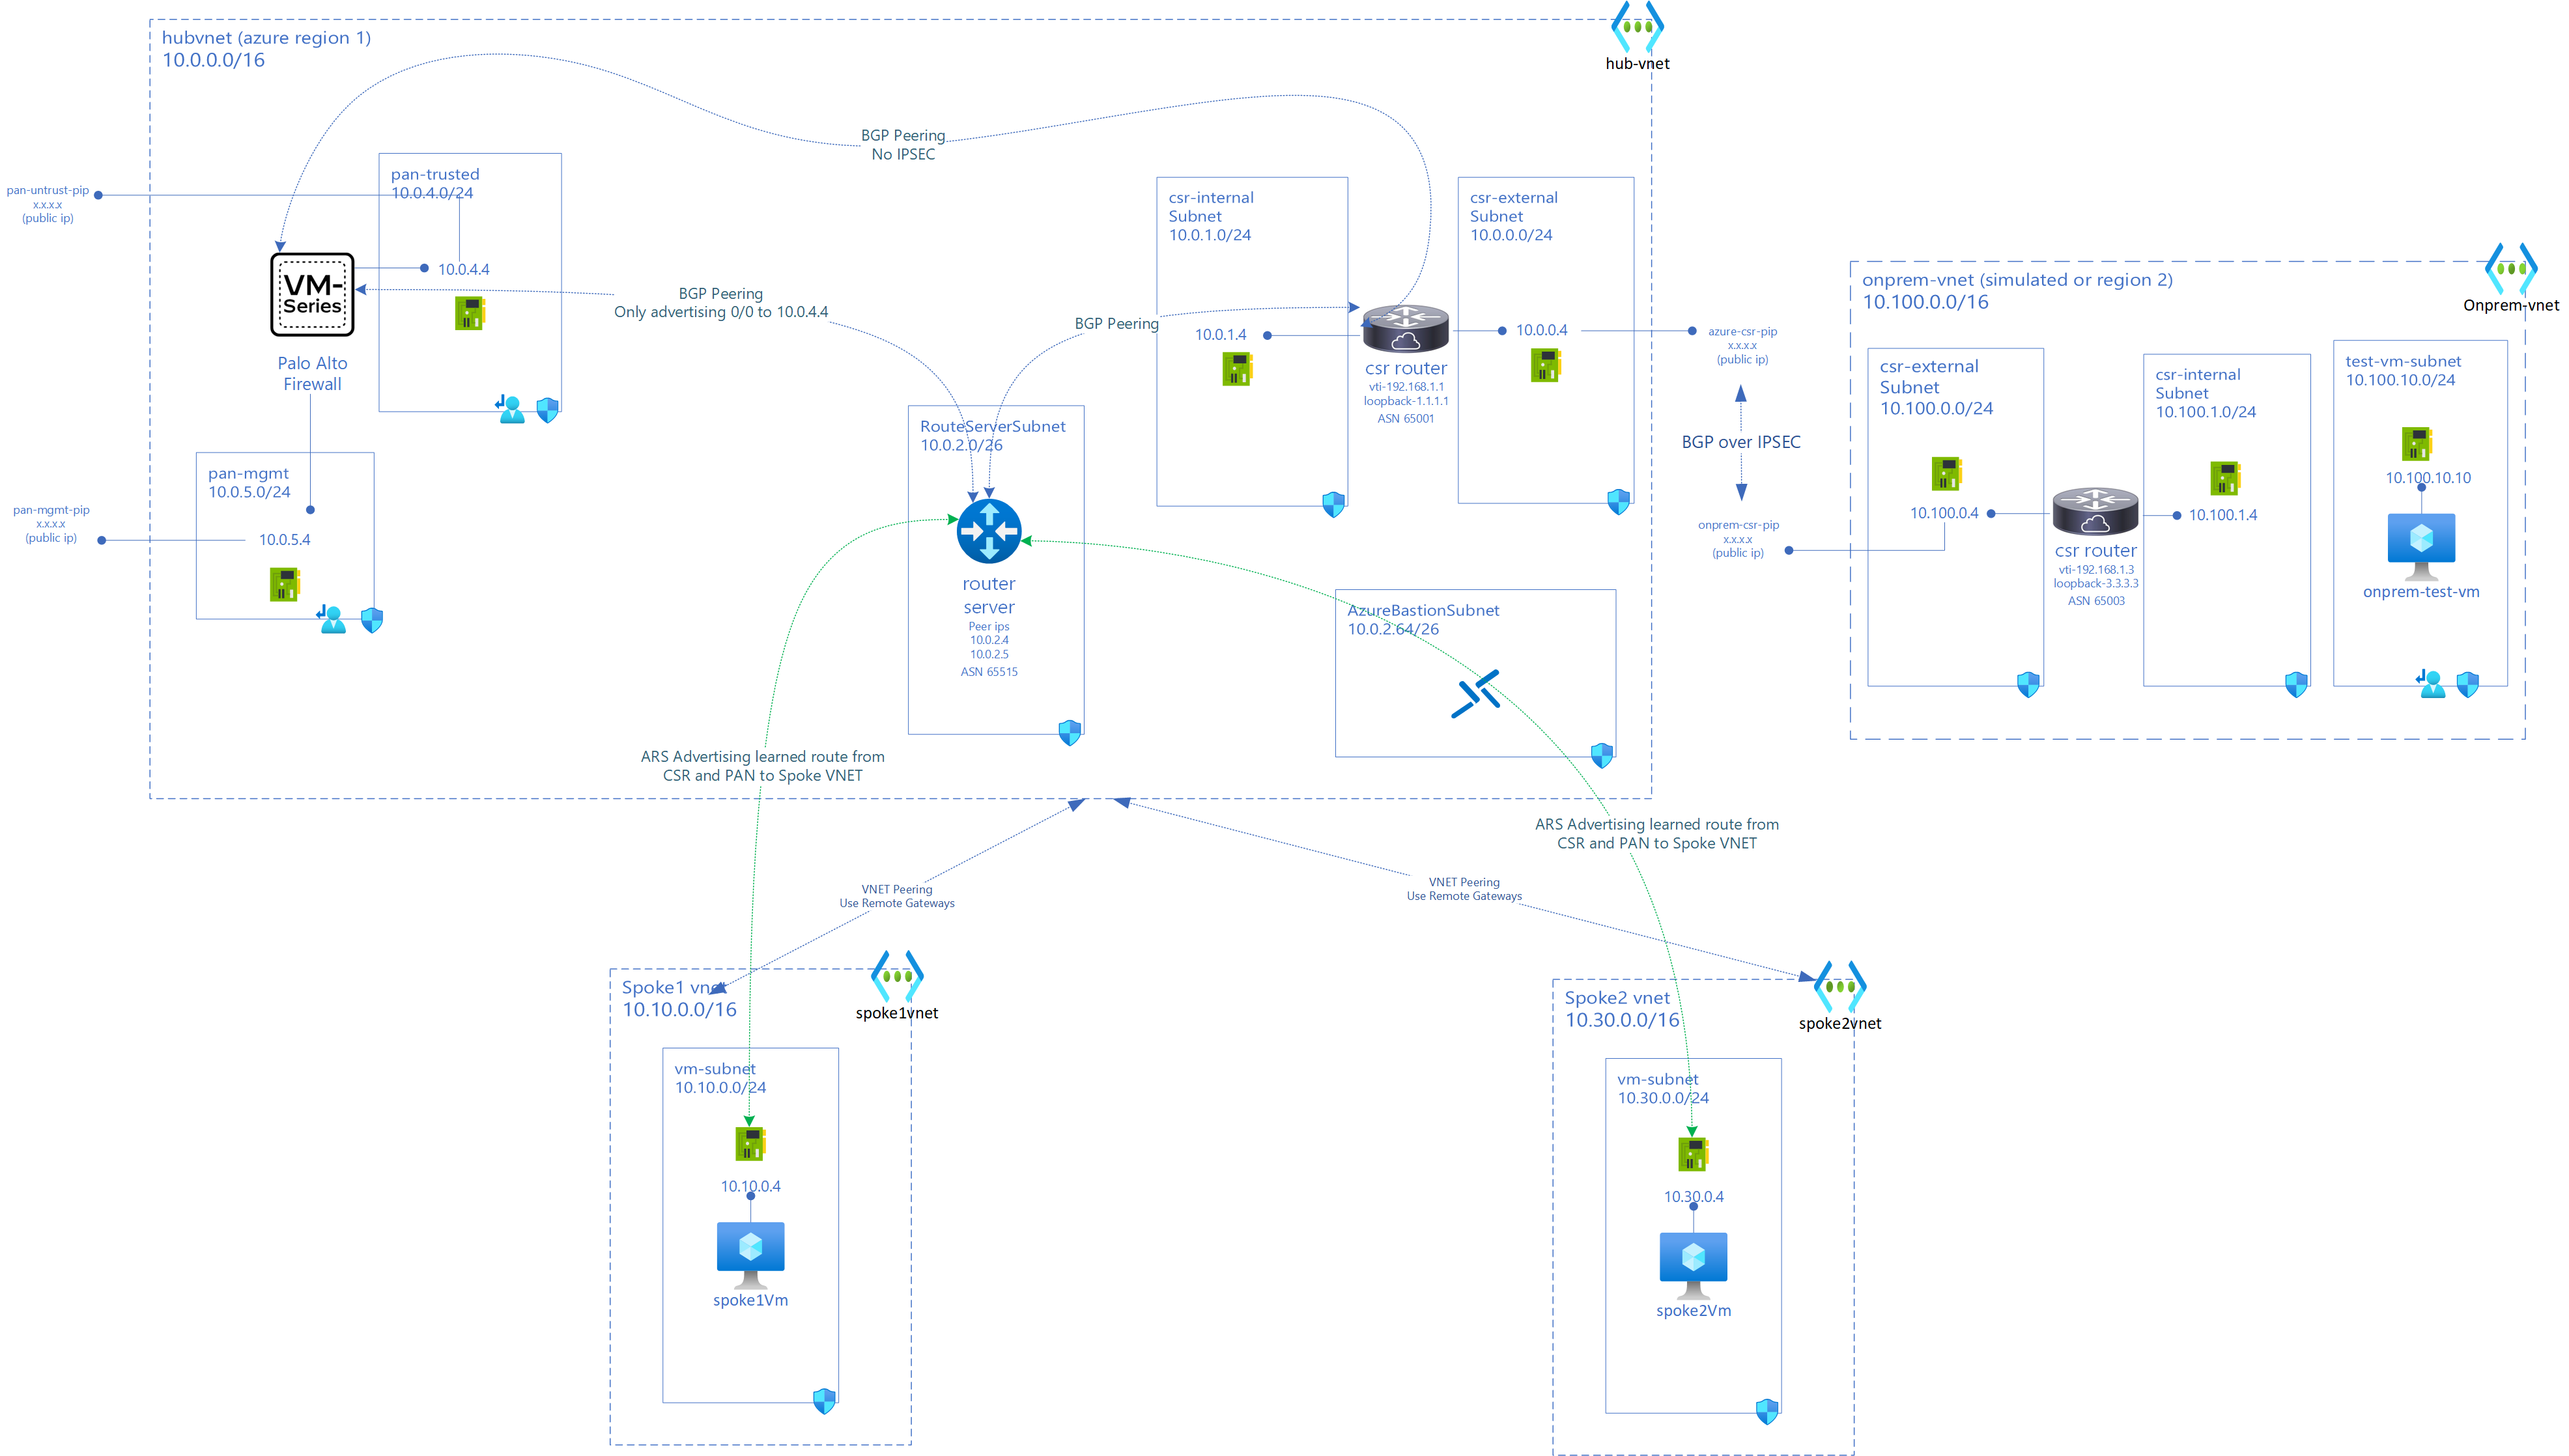 hubvnet (azure region 1)
10.0.0.0/16
hub-vnet
BGP Peering
No IPSEC
pan-untrust-pip
x.x.x.x
(public ip)
pan-trusted
10.0.4.0/24
10.0.4.4
VM-
Series
Palo Alto
Firewall
BGP Peering
Only advertising 0/0 to 10.0.4.4
pan-mgmt
10.0.5.0/24
10.0.5.4
pan-mgmt-pip
x.x.x.x
(public ip)
csr-internal
Subnet
10.0.1.0/24
10.0.1.4
BGP Peering
csr router
vti-192.168.1.1
loopback-1.1.1.1
ASN 65001
csr-external
Subnet
10.0.0.0/24
10.0.0.4
azure-csr-pip
x.x.x.x
(public ip)
BGP over IPSEC
onprem-csr-pip
x.x.x.x
(public ip)
RouteServerSubnet
10.0.2.0/26
router
server
Peer ips
10.0.2.4
10.0.2.5
ASN 65515
AzureBastionSubnet
10.0.2.64/26
onprem-vnet (simulated or region 2)
10.100.0.0/16
Onprem-vnet
csr-external
Subnet
10.100.0.0/24
10.100.0.4
csr router
vti-192.168.1.3
loopback-3.3.3.3
ASN 65003
csr-internal
Subnet
10.100.1.0/24
10.100.1.4
test-vm-subnet
10.100.10.0/24
10.100.10.10
onprem-test-vm
ARS Advertising learned route from
CSR and PAN to Spoke VNET
ARS Advertising learned route from
CSR and PAN to Spoke VNET
VNET Peering
Use Remote Gateways
VNET Peering
Use Remote Gateways
Spoke1 vnet
10.10.0.0/16
spoke1vnet
vm-subnet
10.10.0.0/24
10.10.0.4
spoke1Vm
Spoke2 vnet
10.30.0.0/16
spoke2vnet
vm-subnet
10.30.0.0/24
10.30.0.4
spoke2Vm